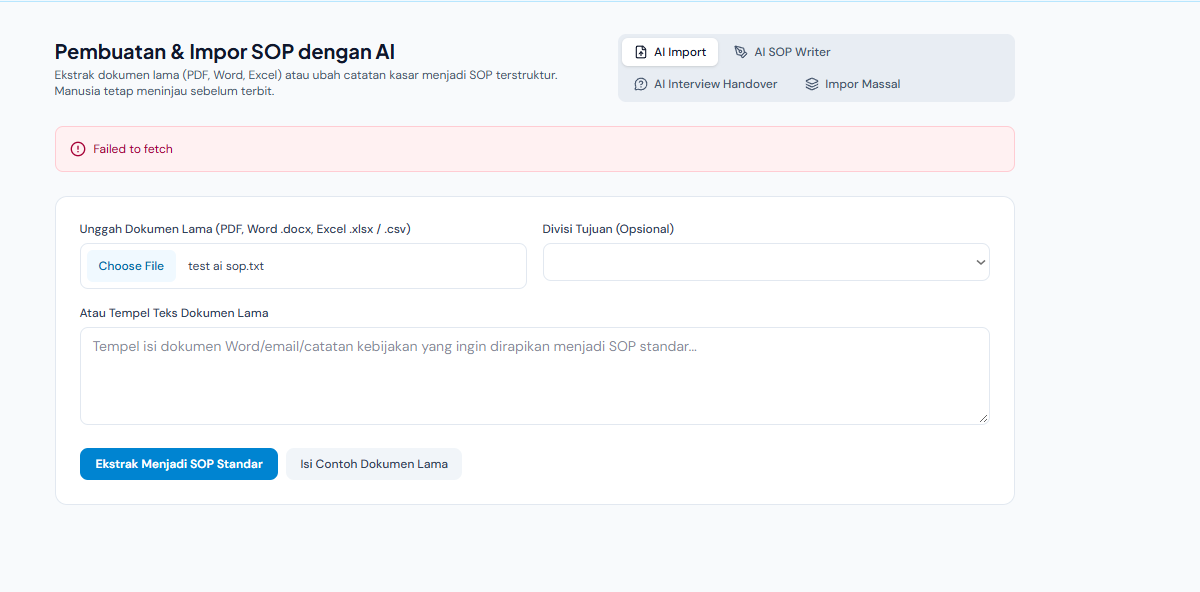 Pembuatan & Impor SOP dengan AI
Ekstrak dokumen lama (PDF, Word, Excel) atau ubah catatan kasar menjadi SOP terstruktur.
Manusia tetap meninjau sebelum terbit.
AI Import
AI SOP Writer
AI Interview Handover
Impor Massal
Failed to fetch
Unggah Dokumen Lama (PDF, Word .docx, Excel .xlsx / .csv)
Divisi Tujuan (Opsional)
Choose File
test ai sop.txt
Atau Tempel Teks Dokumen Lama
Tempel isi dokumen Word/email/catatan kebijakan yang ingin dirapikan menjadi SOP standar...
Ekstrak Menjadi SOP Standar
Isi Contoh Dokumen Lama